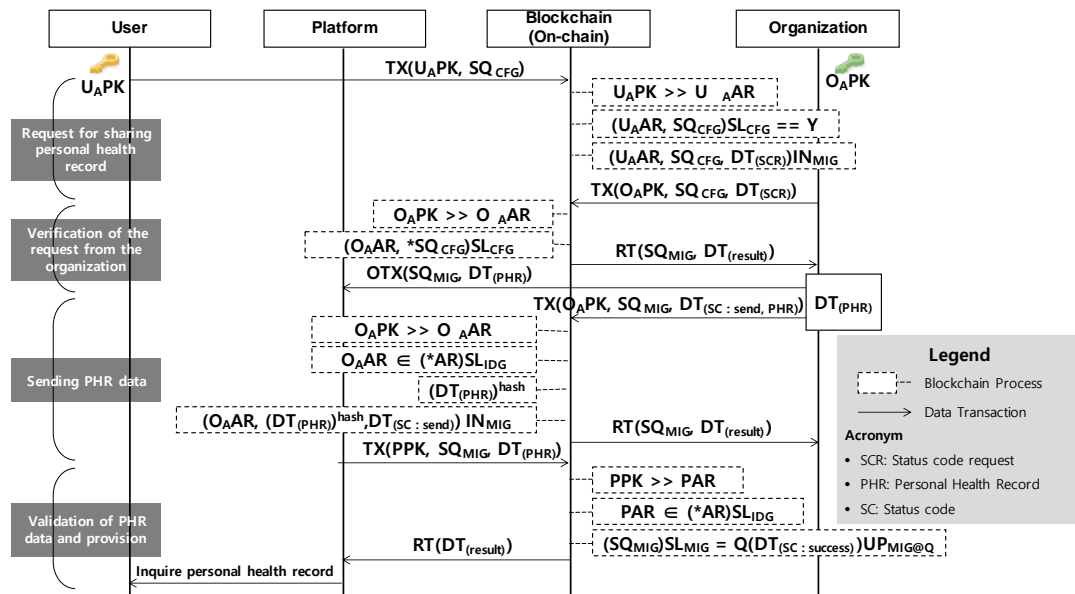 User
Platform
Blockchain
(On-chain)
Organization
UAPK
OAPK
TX(UAPK, SQCFG)
UAPK >> U AAR
(UAAR, SQCFG)SLCFG == Y
(UAAR, SQCFG, DT(SCR))INMIG
Request for sharing
personal health
record
TX(OAPK, SQCFG, DT(SCR))
OAPK >> O AAR
(OAAR, *SQCFG)SLCFG
Verification of the
request from the
organization
RT(SQMIG, DT(result))
OTX(SQMIG, DT(PHR))
TX(OAPK, SQMIG, DT(SC : send, PHR))
DT(PHR)
OAPK >> O AAR
OAAR ∈ (*AR)SLIDG
(DT(PHR))hash
(OAAR, (DT(PHR))hash,DT(SC : send)) INMIG
Sending PHR data
RT(SQMIG, DT(result))
TX(PPK, SQMIG, DT(PHR))
PPK >> PAR
PAR ∈ (*AR)SLIDG
(SQMIG)SLMIG = Q(DT(SC : success))UPMIG@Q
Validation of PHR
data and provision
RT(DT(result))
Inquire personal health record
Legend
Blockchain Process
Data Transaction
Acronym
• SCR: Status code request
• PHR: Personal Health Record
• SC: Status code